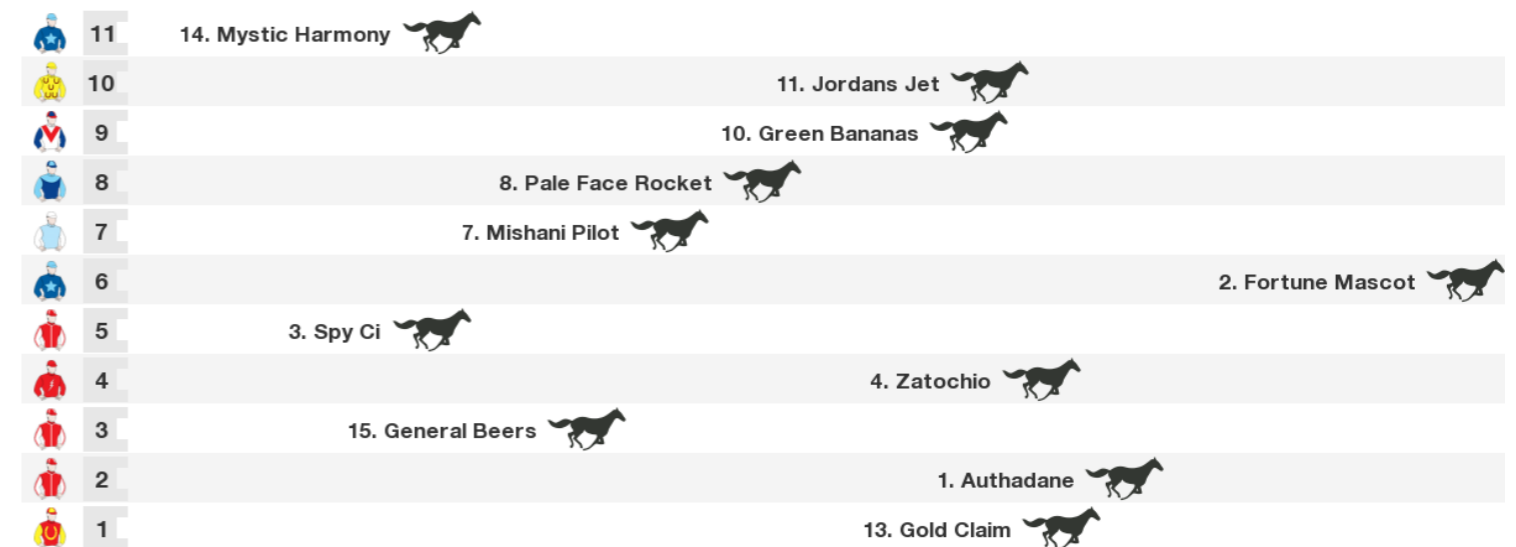 11 14. Mystic Harmony
10 11. Jordans Jet
9 10. Green Bananas
8 8. Pale Face Rocket
7 7. Mishani Pilot
6 2. Fortune Mascot
5 3. Spy Ci
4 4. Zatochio
3 15. General Beers
2 1. Authadane
1 13. Gold Claim